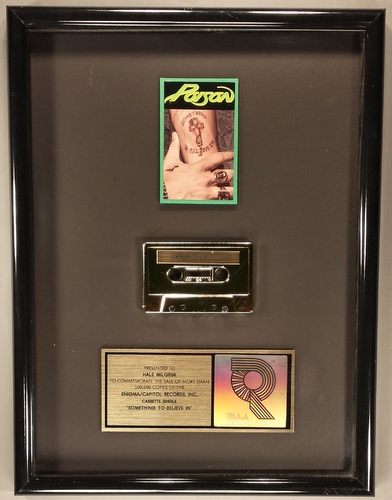 Poison
PRESENTED TO
HALE MILGRIM
TO COMMEMORATE THE SALE OF MORE THAN
500,000 COPIES OF THE
ENIGMA/CAPITOL RECORDS, INC.
CASSETTE SINGLE
"SOMETHING TO BELIEVE IN"
RIAA